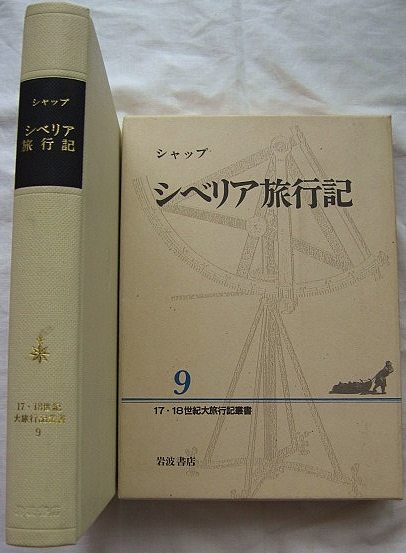 シャップ
シベリア
旅行記
17・18世紀
大旅行記叢書
9
シャップ
シベリア旅行記
9
17・18世紀大旅行記叢書
岩波書店